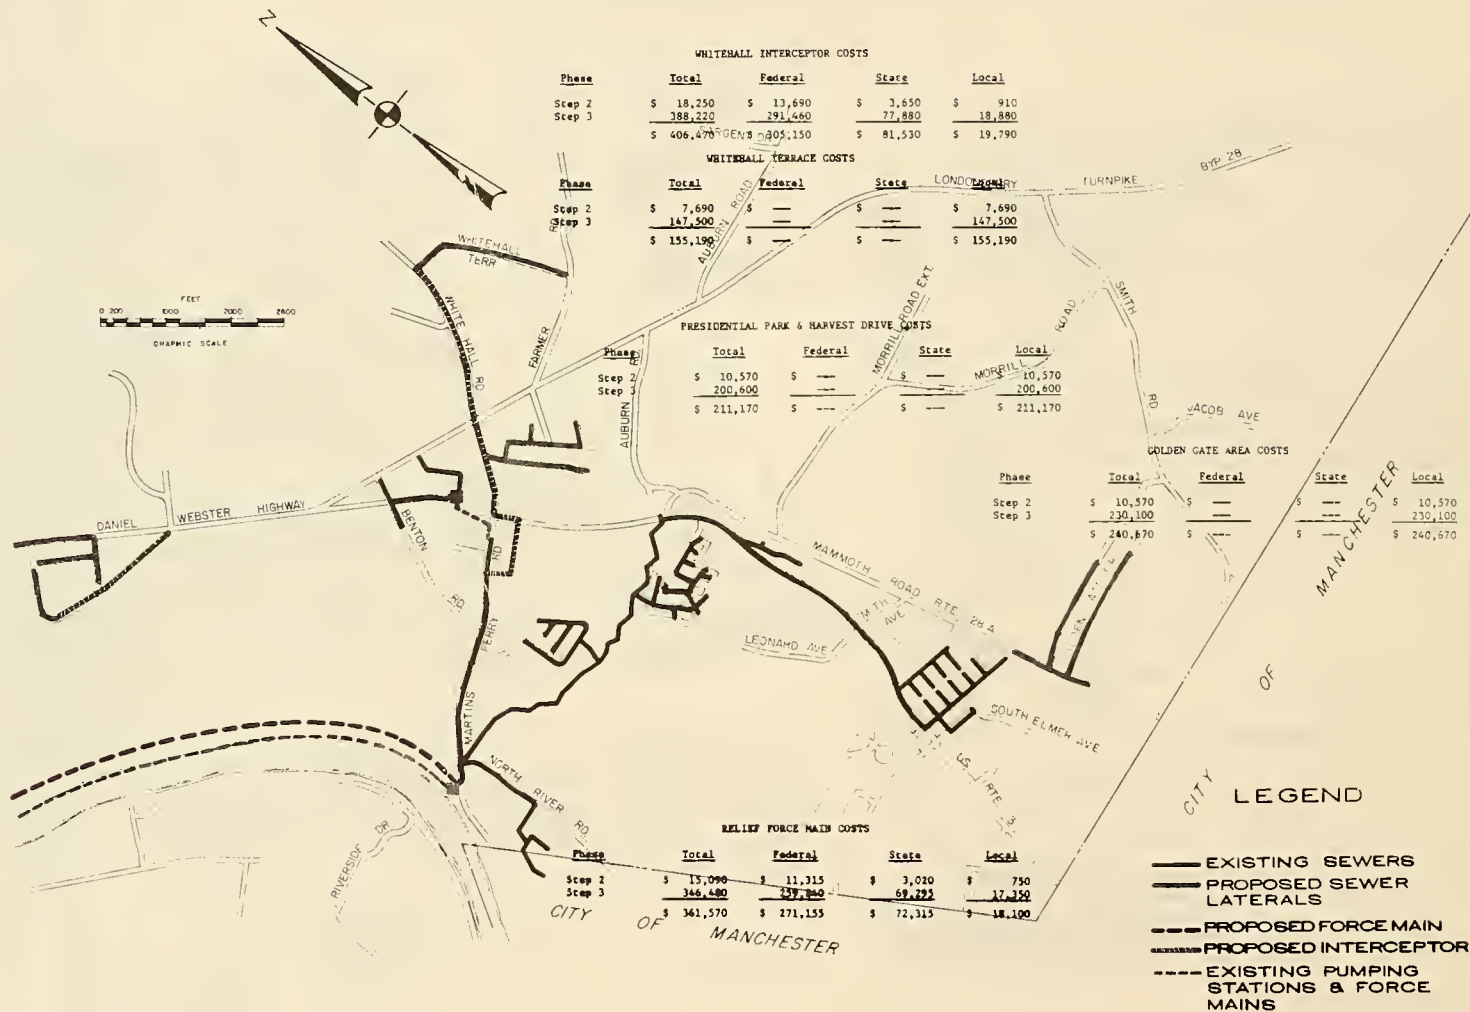 Z
WHITEHALL INTERCEPTOR COSTS
Phase Total Federal State Local
Step 2 $ 18,250 $ 13,690 $ 3,650 $ 910
Step 3 388,220 291,460 77,880 18,880
$ 406,470 $ 305,150 $ 81,530 $ 19,790
SARGENT DR
WHITEHALL TERRACE COSTS
Phase Total Federal State Local
Step 2 $ 7,690 $ — $ — $ 7,690
Step 3 147,500 — — 147,500
$ 155,190 $ — $ — $ 155,190
LONDONDERRY TURNPIKE
BYP 28
AUBURN ROAD
WHITEHALL
TERR
RD
FARMER
WHITE HALL RD
FEET
0 200 1000 2000 2800
GRAPHIC SCALE
PRESIDENTIAL PARK & HARVEST DRIVE COSTS
Phase Total Federal State Local
Step 2 $ 10,570 $ — $ — $ 10,570
Step 3 200,600 — — 200,600
$ 211,170 $ — $ — $ 211,170
MORRILL ROAD EXT.
MORRILL ROAD
SMITH
RD
AUBURN
RD
JACOB AVE
GOLDEN GATE AREA COSTS
Phase Total Federal State Local
Step 2 $ 10,570 $ — $ — $ 10,570
Step 3 230,100 — — 230,100
$ 240,670 $ — $ — $ 240,670
DANIEL WEBSTER HIGHWAY
BENTON
RD
RD
FERRY
MARTINS
MAMMOTH ROAD RTE 28 A
LEONARD AVE
AVE
SOUTH ELMER AVE
US RTE 3
NORTH RIVER RD
RIVERSIDE DR
CITY OF MANCHESTER
RELIEF FORCE MAIN COSTS
Phase Total Federal State Local
Step 2 $ 15,090 $ 11,315 $ 3,020 $ 750
Step 3 346,480 259,840 69,295 17,350
$ 361,570 $ 271,155 $ 72,315 $ 18,100
CITY OF MANCHESTER
LEGEND
EXISTING SEWERS
PROPOSED SEWER
LATERALS
PROPOSED FORCE MAIN
PROPOSED INTERCEPTOR
EXISTING PUMPING
STATIONS & FORCE
MAINS